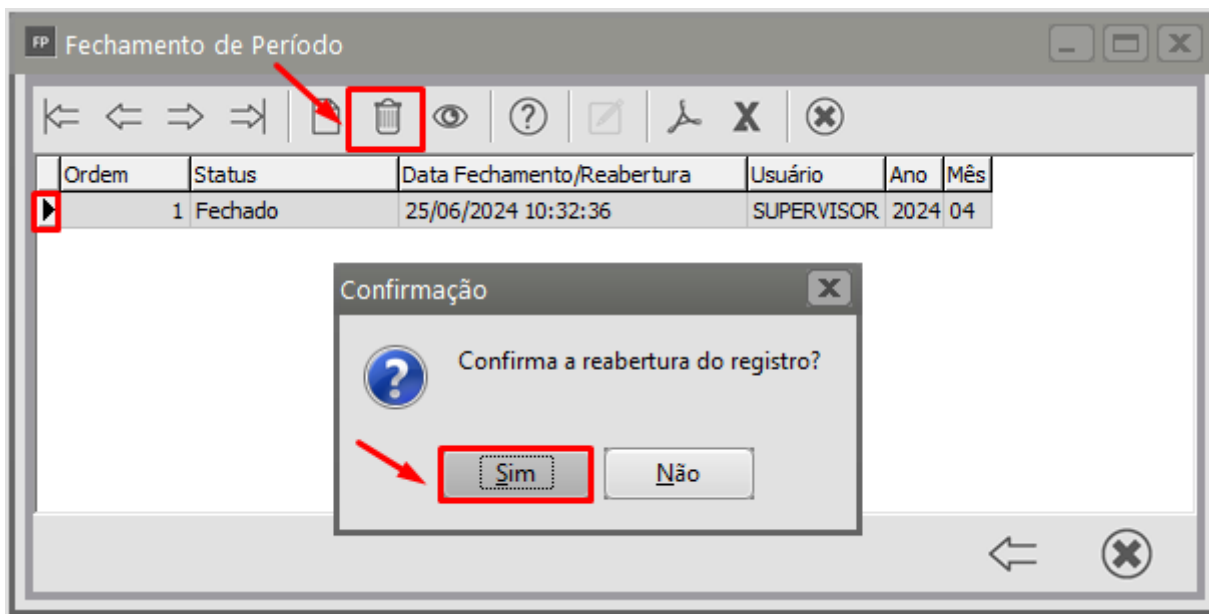 FP Fechamento de Período
Ordem Status Data Fechamento/Reabertura Usuário Ano Mês
1 Fechado 25/06/2024 10:32:36 SUPERVISOR 2024 04
Confirmação
Confirma a reabertura do registro?
Sim Não